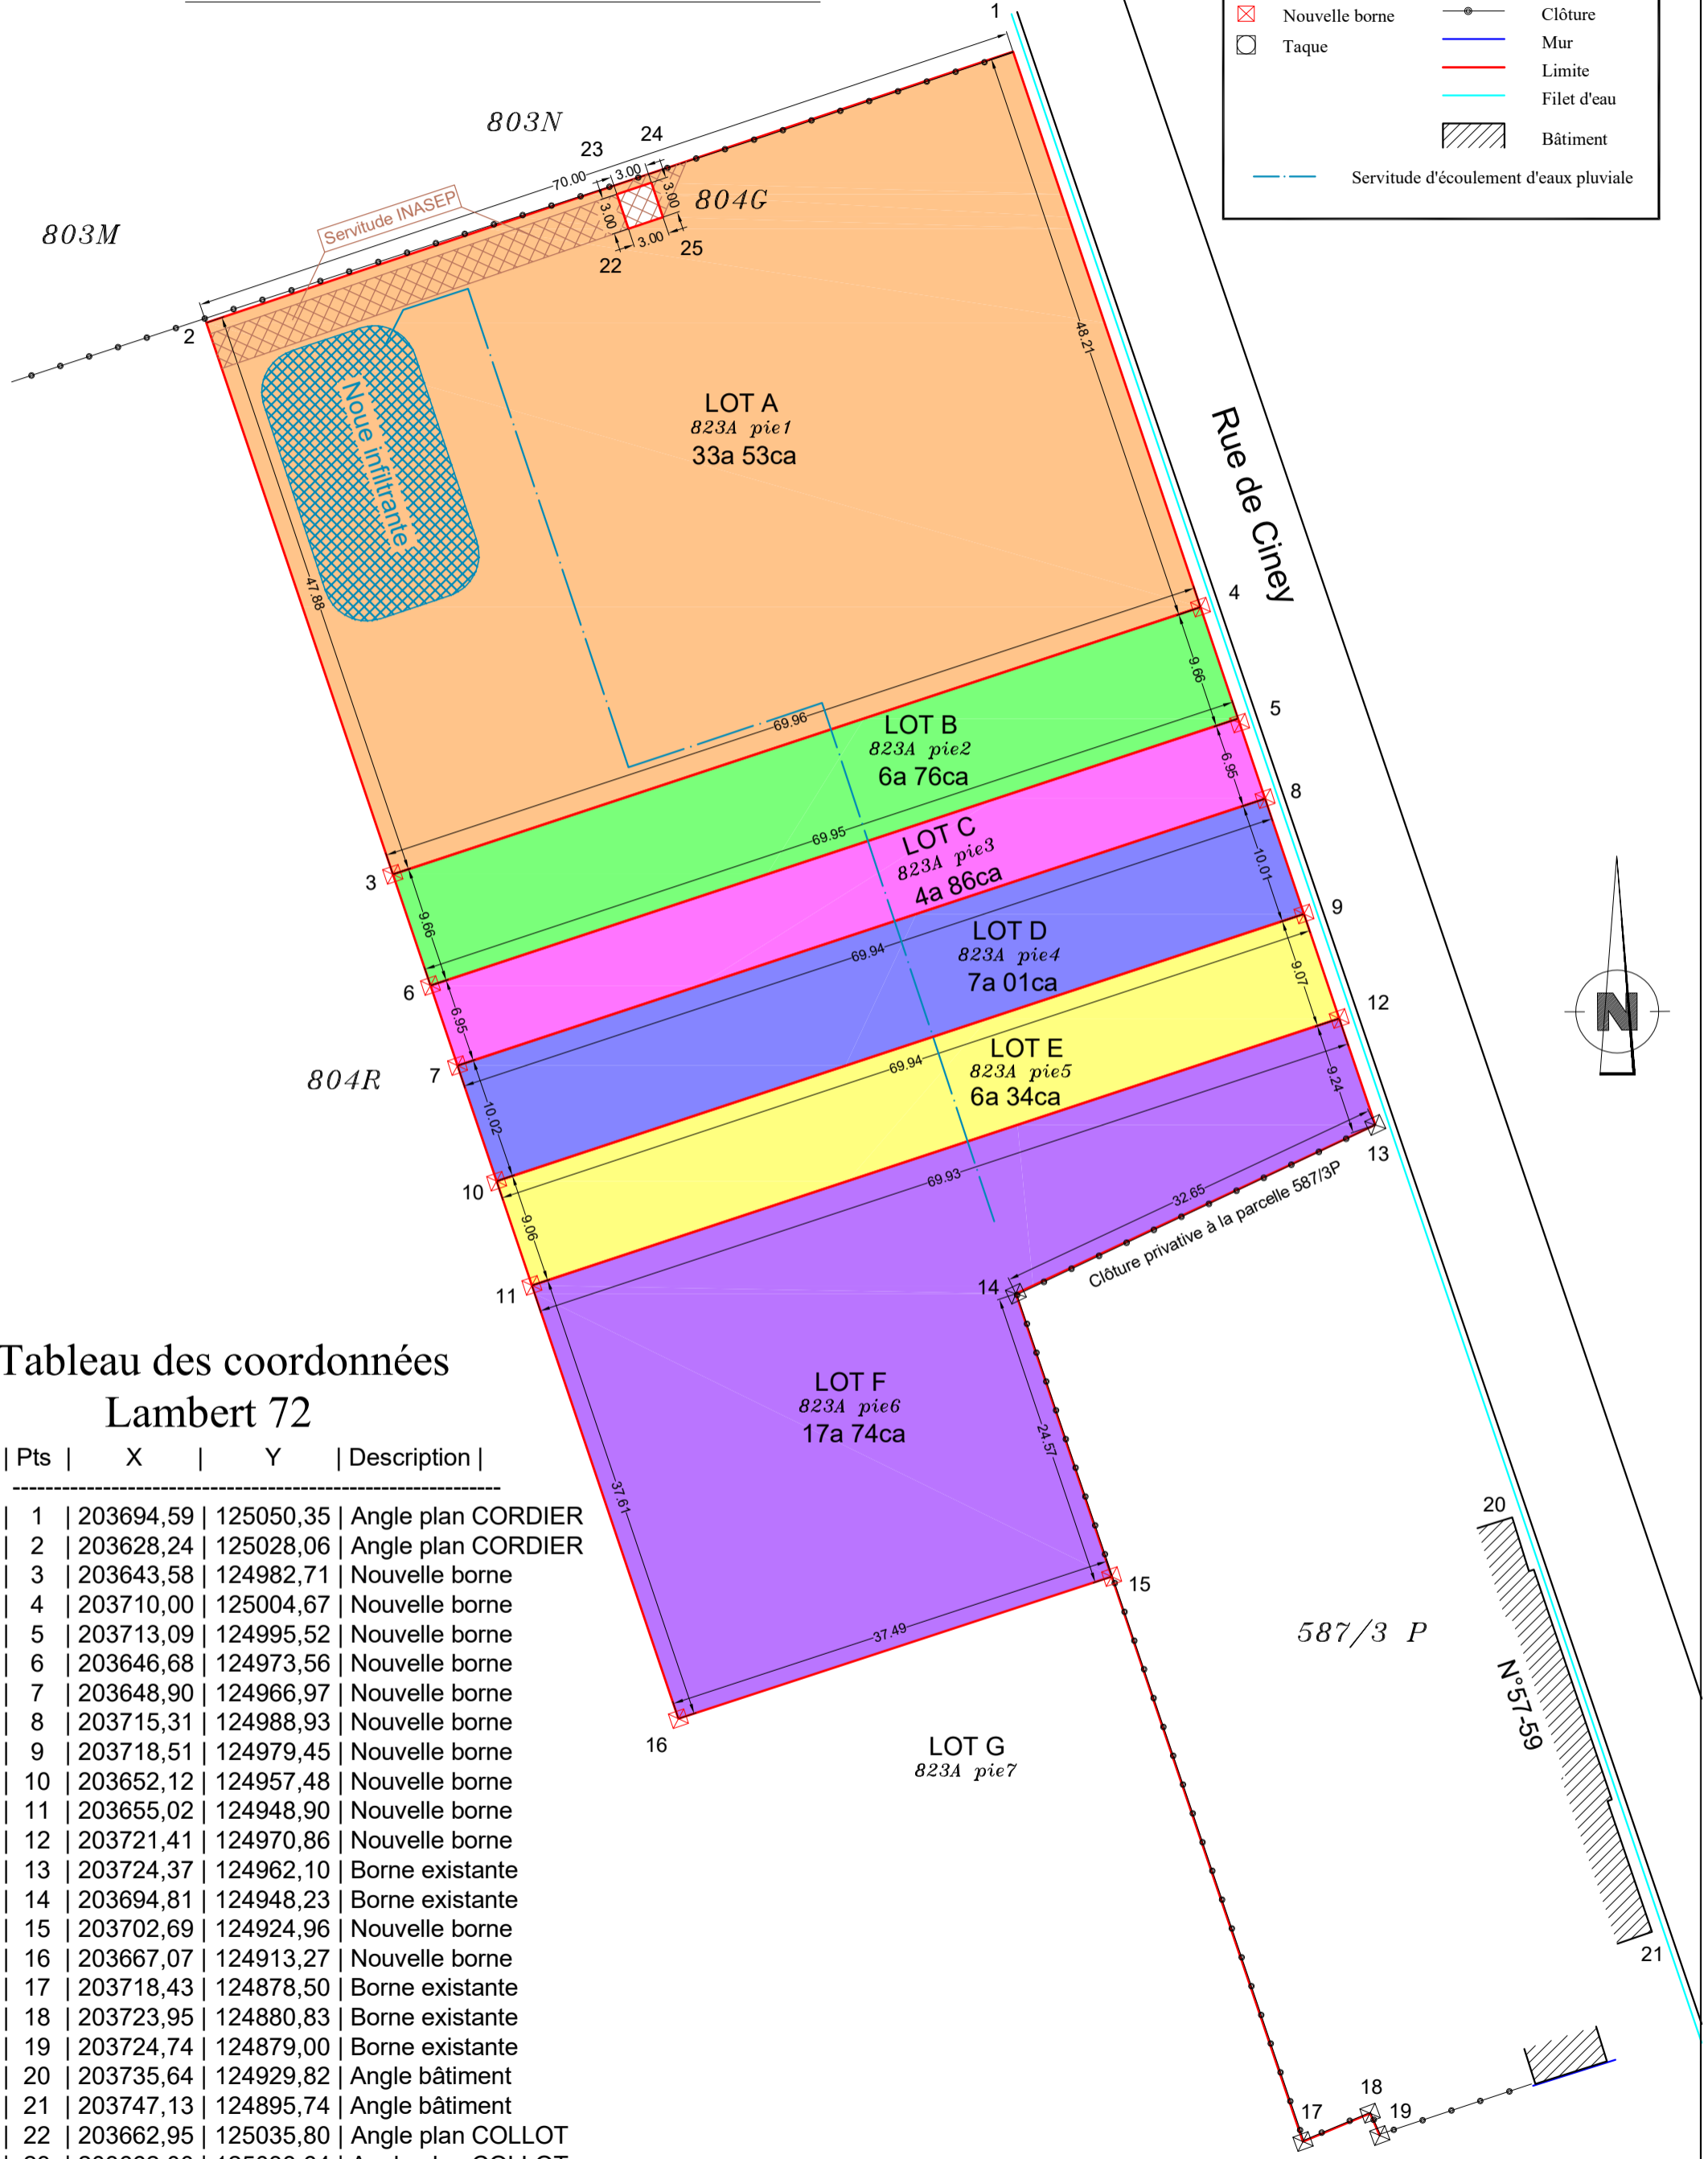 1
Nouvelle borne
Clôture
Taque
Mur
Limite
Filet d'eau
Bâtiment
Servitude d'écoulement d'eaux pluviale
803N
23
24
3.00
70.00
3.00
3.00
3.00
804G
Servitude INASEP
803M
22
25
2
48.21
Noue infiltrante
LOT A
823A pie1
33a 53ca
Rue de Ciney
47.88
4
69.96
9.66
LOT B
823A pie2
6a 76ca
5
69.95
6.95
8
LOT C
823A pie3
4a 86ca
3
9.66
10.01
9
LOT D
823A pie4
7a 01ca
69.94
6
6.95
9.07
12
LOT E
823A pie5
6a 34ca
69.94
804R
7
10.02
9.24
13
69.93
32.65
Clôture privative à la parcelle 587/3P
10
9.06
14
11
LOT F
823A pie6
17a 74ca
24.57
37.61
37.49
15
16
LOT G
823A pie7
587/3 P
20
N°57-59
21
17
18
19
N
Tableau des coordonnées
Lambert 72
| Pts | X | Y | Description |
------------------------------------------------------------
| 1 | 203694,59 | 125050,35 | Angle plan CORDIER
| 2 | 203628,24 | 125028,06 | Angle plan CORDIER
| 3 | 203643,58 | 124982,71 | Nouvelle borne
| 4 | 203710,00 | 125004,67 | Nouvelle borne
| 5 | 203713,09 | 124995,52 | Nouvelle borne
| 6 | 203646,68 | 124973,56 | Nouvelle borne
| 7 | 203648,90 | 124966,97 | Nouvelle borne
| 8 | 203715,31 | 124988,93 | Nouvelle borne
| 9 | 203718,51 | 124979,45 | Nouvelle borne
| 10 | 203652,12 | 124957,48 | Nouvelle borne
| 11 | 203655,02 | 124948,90 | Nouvelle borne
| 12 | 203721,41 | 124970,86 | Nouvelle borne
| 13 | 203724,37 | 124962,10 | Borne existante
| 14 | 203694,81 | 124948,23 | Borne existante
| 15 | 203702,69 | 124924,96 | Nouvelle borne
| 16 | 203667,07 | 124913,27 | Nouvelle borne
| 17 | 203718,43 | 124878,50 | Borne existante
| 18 | 203723,95 | 124880,83 | Borne existante
| 19 | 203724,74 | 124879,00 | Borne existante
| 20 | 203735,64 | 124929,82 | Angle bâtiment
| 21 | 203747,13 | 124895,74 | Angle bâtiment
| 22 | 203662,95 | 125035,80 | Angle plan COLLOT